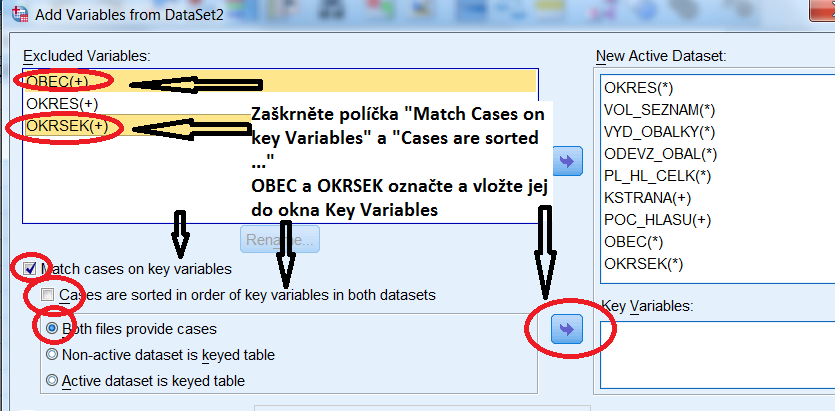 Add Variables from DataSet2
Excluded Variables:
OBEC(+)
OKRES(+)
OKRSEK(+)
Zaškrněte políčka "Match Cases on
key Variables" a "Cases are sorted
..."
OBEC a OKRSEK označte a vložte jej
do okna Key Variables
Rename...
Match cases on key variables
Cases are sorted in order of key variables in both datasets
Both files provide cases
Non-active dataset is keyed table
Active dataset is keyed table
New Active Dataset:
OKRES(*)
VOL_SEZNAM(*)
VYD_OBALKY(*)
ODEVZ_OBAL(*)
PL_HL_CELK(*)
KSTRANA(+)
POC_HLASU(+)
OBEC(*)
OKRSEK(*)
Key Variables: